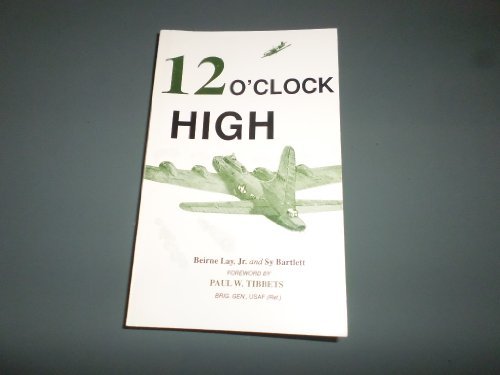 12 O'CLOCK
HIGH
Beirne Lay, Jr. and Sy Bartlett
FOREWORD BY
PAUL W. TIBBETS
BRIG. GEN., USAF (Ret.)